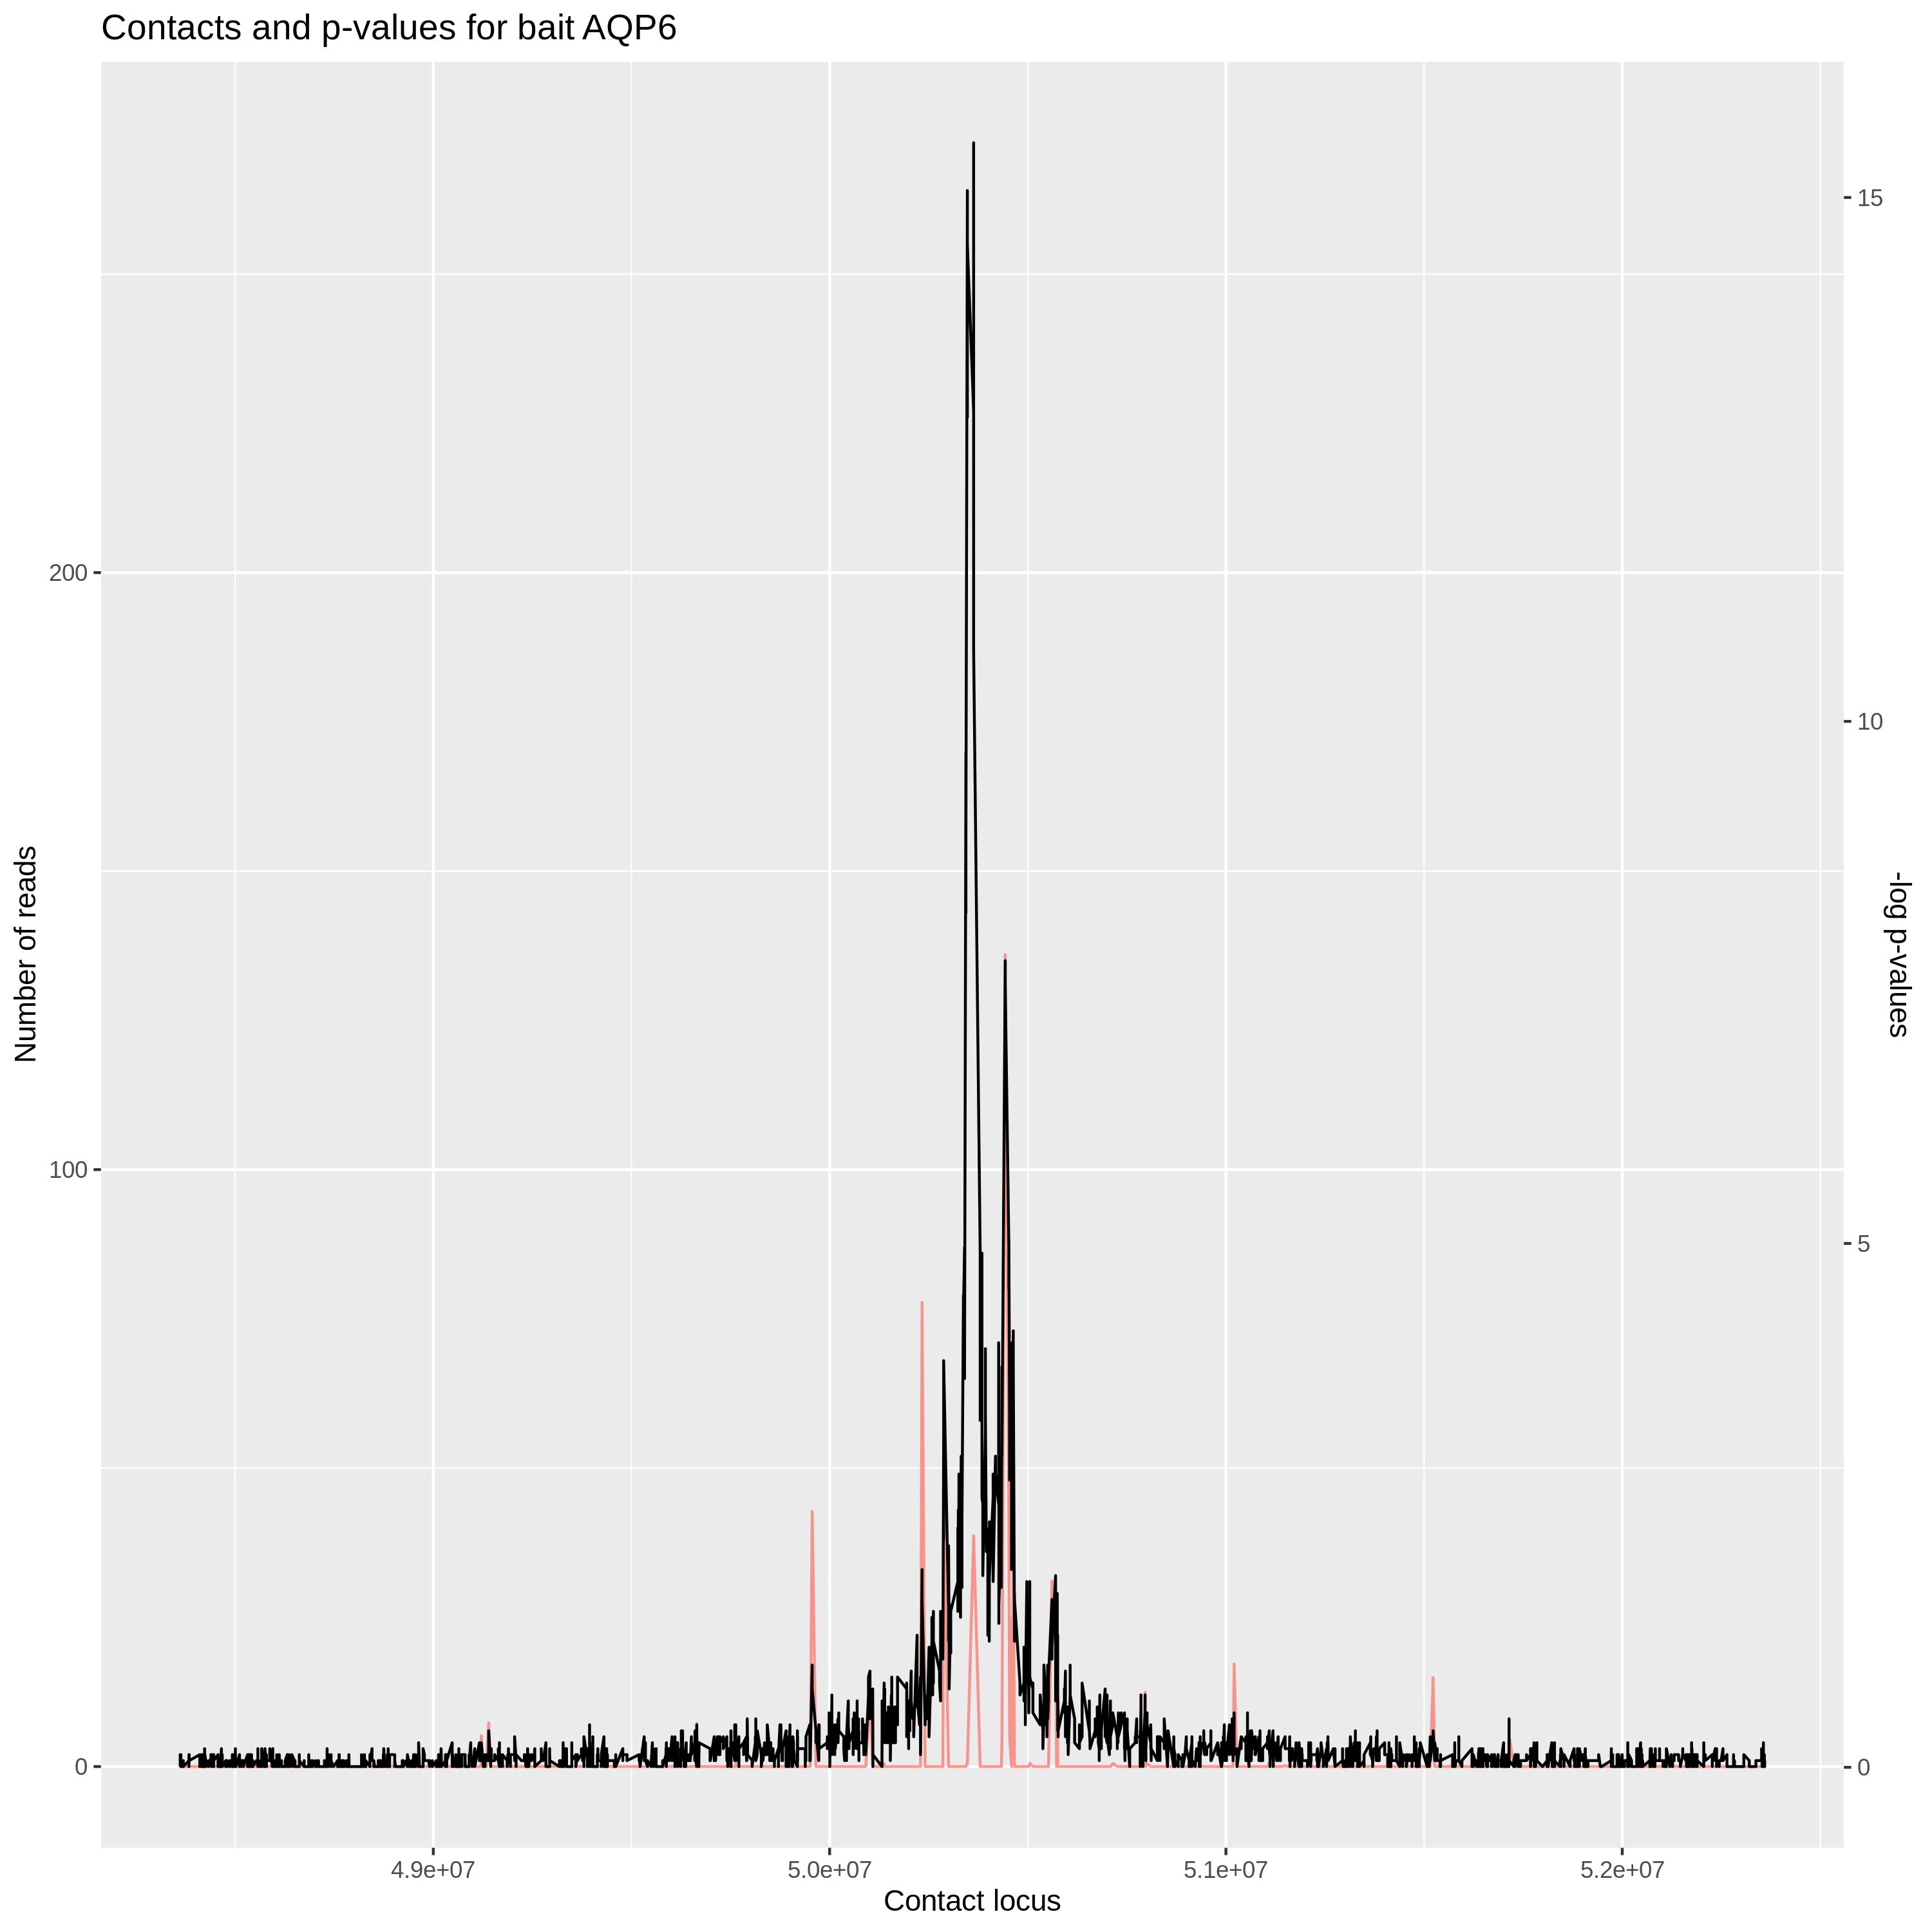 Contacts and p-values for bait AQP6
Number of reads
200
100
0
15
10
5
0
-log p-values
4.9e+07
5.0e+07
5.1e+07
5.2e+07
Contact locus